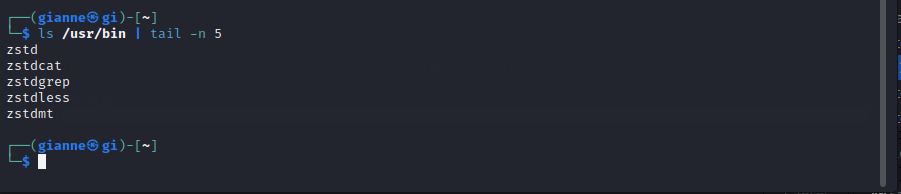 ┌──(gianne㉿gi)-[~]
└─$ ls /usr/bin | tail -n 5
zstd
zstdcat
zstdgrep
zstdless
zstdmt
┌──(gianne㉿gi)-[~]
└─$